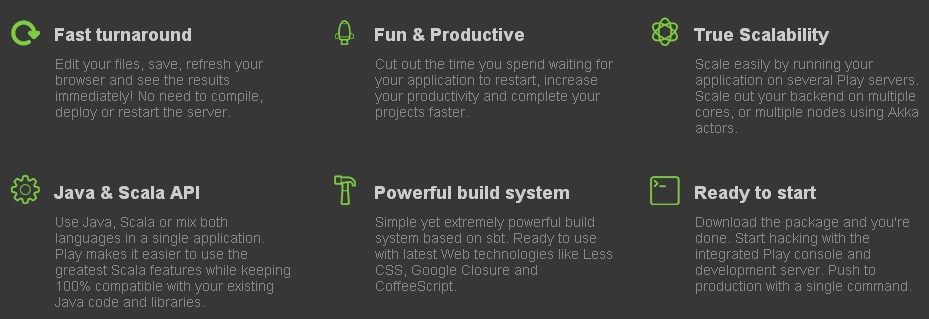 Fast turnaround
Edit your files, save, refresh your
browser and see the results
immediately! No need to compile,
deploy or restart the server.
Fun & Productive
Cut out the time you spend waiting for
your application to restart, increase
your productivity and complete your
projects faster.
True Scalability
Scale easily by running your
application on several Play servers.
Scale out your backend on multiple
cores, or multiple nodes using Akka
actors.
Java & Scala API
Use Java, Scala or mix both
languages in a single application.
Play makes it easier to use the
greatest Scala features while keeping
100% compatible with your existing
Java code and libraries.
Powerful build system
Simple yet extremely powerful build
system based on sbt. Ready to use
with latest Web technologies like Less
CSS, Google Closure and
CoffeeScript.
Ready to start
Download the package and you're
done. Start hacking with the
integrated Play console and
development server. Push to
production with a single command.